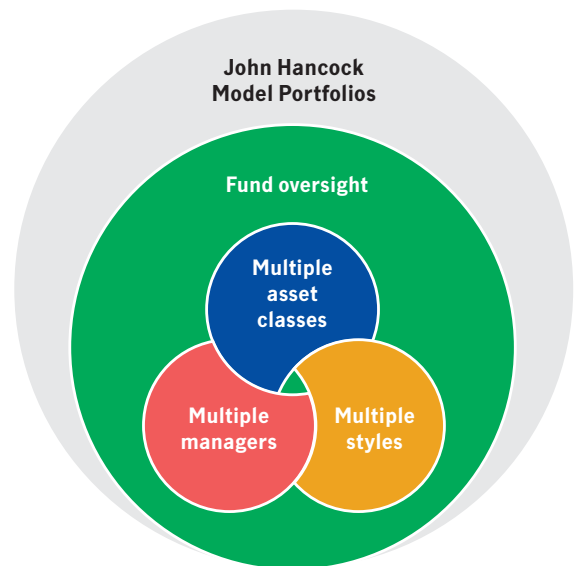 John Hancock
Model Portfolios
Fund oversight
Multiple
asset
classes
Multiple
managers
Multiple
styles